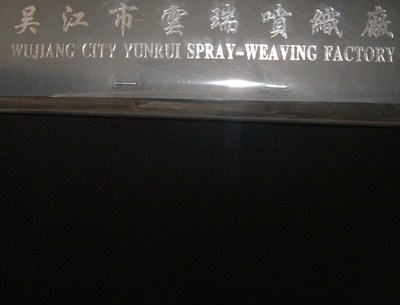 吴江市雲瑞噴織廠
WUJIANG CITY YUNRUI SPRAY-WEAVING FACTORY